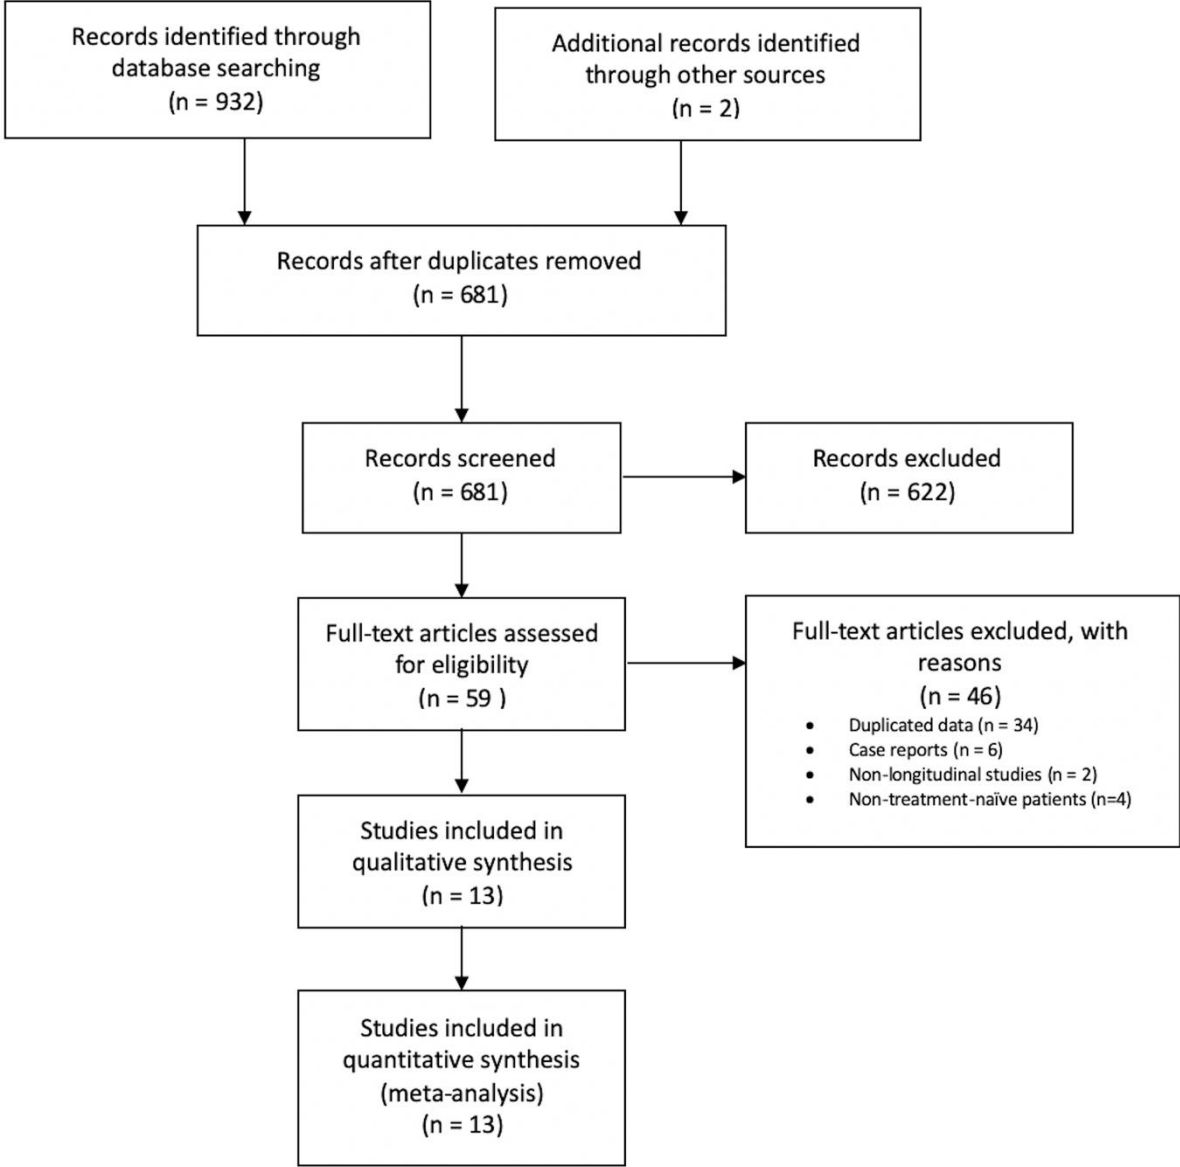 Records identified through
database searching
(n = 932)
Additional records identified
through other sources
(n = 2)
Records after duplicates removed
(n = 681)
Records screened
(n = 681)
Records excluded
(n = 622)
Full-text articles assessed
for eligibility
(n = 59 )
Full-text articles excluded, with
reasons
(n = 46)
• Duplicated data (n = 34)
• Case reports (n = 6)
• Non-longitudinal studies (n = 2)
• Non-treatment-naïve patients (n=4)
Studies included in
qualitative synthesis
(n = 13)
Studies included in
quantitative synthesis
(meta-analysis)
(n = 13)